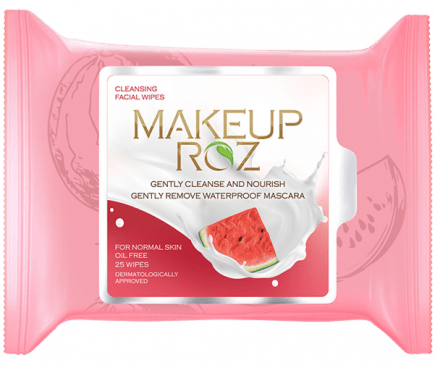 CLEANSING
FACIAL WIPES
MAKEUP
ROZ
GENTLY CLEANSE AND NOURISH
GENTLY REMOVE WATERPROOF MASCARA
FOR NORMAL SKIN
OIL FREE
25 WIPES
DERMATOLOGICALLY
APPROVED